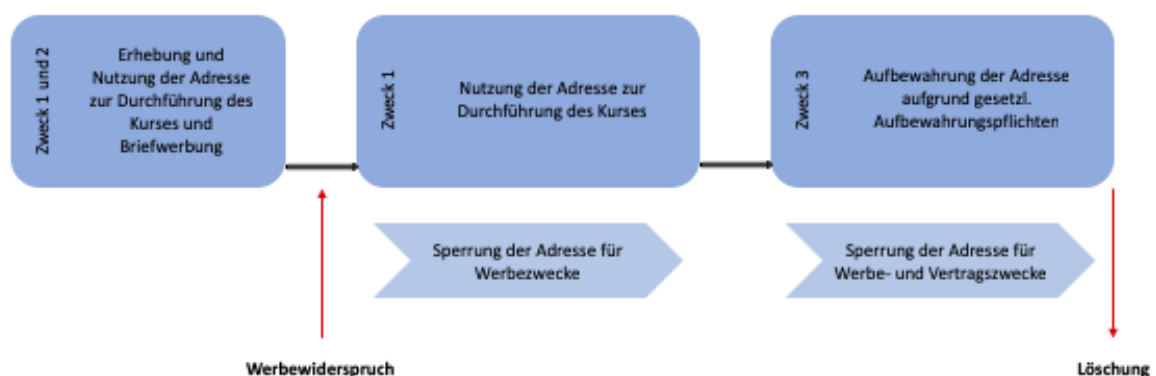 Zweck 1 und 2
Erhebung und
Nutzung der Adresse
zur Durchführung des
Kurses und
Briefwerbung
Zweck 1
Nutzung der Adresse zur
Durchführung des Kurses
Zweck 3
Aufbewahrung der Adresse
aufgrund gesetzl.
Aufbewahrungspflichten
Sperrung der Adresse für
Werbezwecke
Sperrung der Adresse für
Werbe- und Vertragszwecke
Werbewiderspruch
Löschung